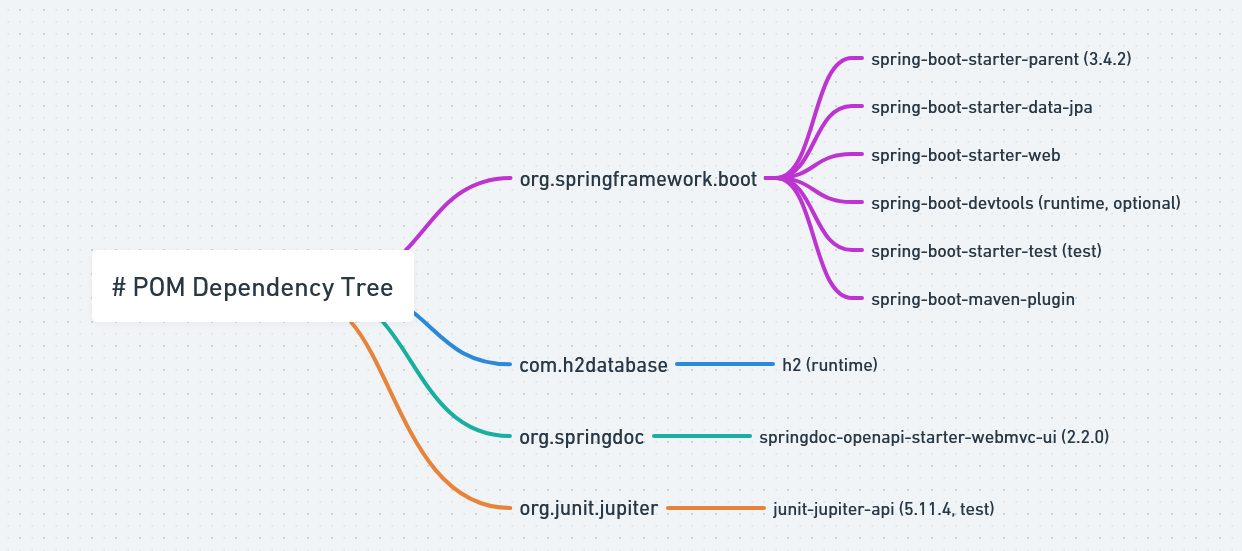 # POM Dependency Tree
org.springframework.boot
spring-boot-starter-parent (3.4.2)
spring-boot-starter-data-jpa
spring-boot-starter-web
spring-boot-devtools (runtime, optional)
spring-boot-starter-test (test)
spring-boot-maven-plugin
com.h2database
h2 (runtime)
org.springdoc
springdoc-openapi-starter-webmvc-ui (2.2.0)
org.junit.jupiter
junit-jupiter-api (5.11.4, test)